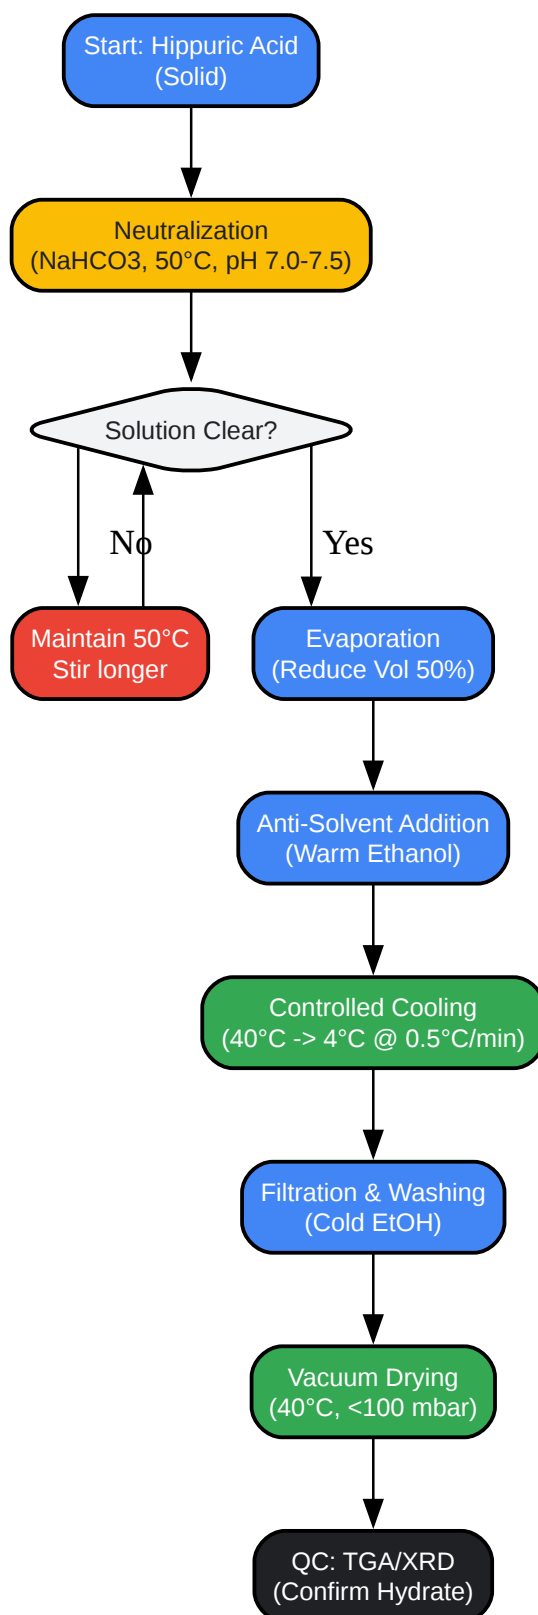 Start: Hippuric Acid
(Solid)
Neutralization
(NaHCO3, 50°C, pH 7.0-7.5)
Solution Clear?
No
Yes
Maintain 50°C
Stir longer
Evaporation
(Reduce Vol 50%)
Anti-Solvent Addition
(Warm Ethanol)
Controlled Cooling
(40°C -> 4°C @ 0.5°C/min)
Filtration & Washing
(Cold EtOH)
Vacuum Drying
(40°C, <100 mbar)
QC: TGA/XRD
(Confirm Hydrate)